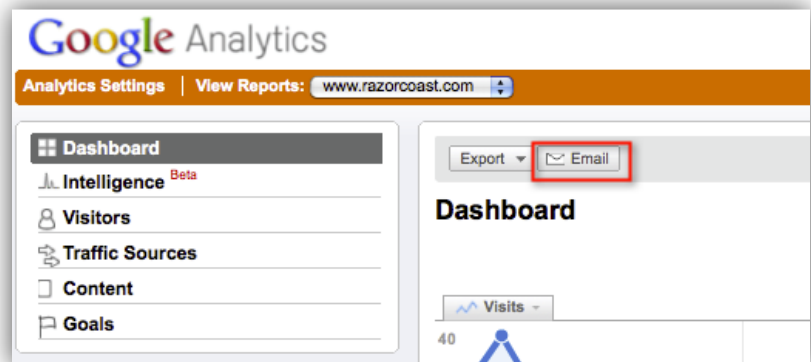 Google Analytics
Analytics Settings | View Reports: www.razorcoast.com
Dashboard
Intelligence Beta
Visitors
Traffic Sources
Content
Goals
Export Email
Dashboard
Visits
40